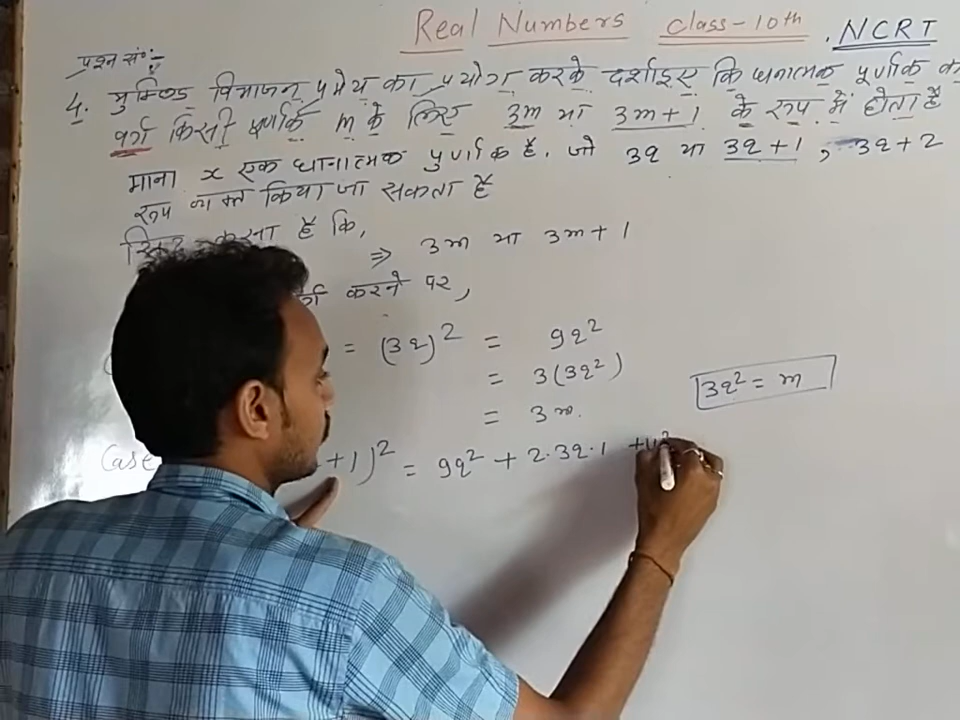 Real Numbers Class-10th . NCRT
प्रश्न सं०:-
4. युक्लिड विभाजन प्रमेय का प्रयोग करके दर्शाइए कि धनात्मक पूर्णांक का
वर्ग किसी पूर्णांक m के लिए 3m या 3m+1 के रूप में होता है
माना x एक धानात्मक पुर्णाक है. जो 3q या 3q+1, 3q+2
रूप व्यक्त किया जा सकता है
करना है कि,
⇒ 3m या 3m+1
वर्ग करने पर,
= (3q)² = 9q²
= 3(3q²) 3q² = m
= 3m.
Case +1)² = 9q² + 2.3q.1 +